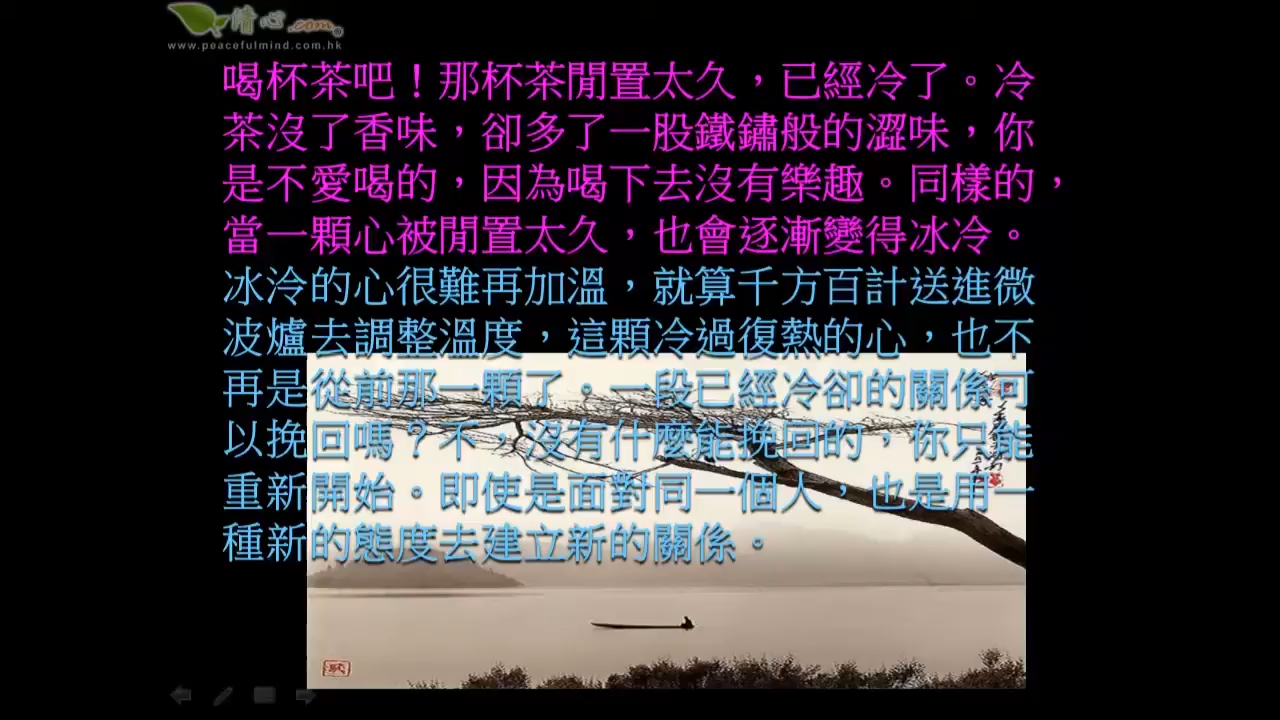 清心.com
www.peacefulmind.com.hk
喝杯茶吧！那杯茶閒置太久，已經冷了。冷
茶沒了香味，卻多了一股鐵鏽般的澀味，你
是不愛喝的，因為喝下去沒有樂趣。同樣的，
當一顆心被閒置太久，也會逐漸變得冰冷。
冰泠的心很難再加溫，就算千方百計送進微
波爐去調整溫度，這顆冷過復熱的心，也不
再是從前那一顆了。一段已經冷卻的關係可
以挽回嗎？不，沒有什麼能挽回的，你只能
重新開始。即使是面對同一個人，也是用一
種新的態度去建立新的關係。